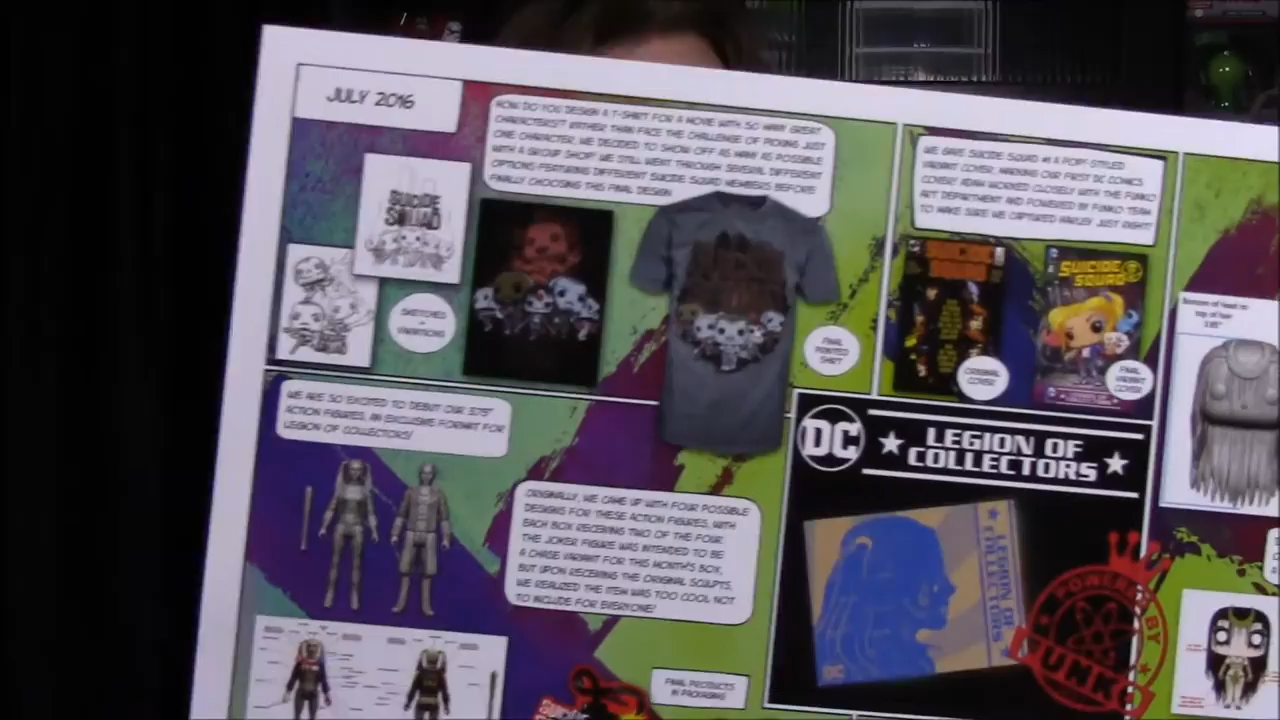 JULY 2016
HOW DO YOU DESIGN A T-SHIRT FOR A MOVIE WITH SO MANY GREAT
CHARACTERS? RATHER THAN FACE THE CHALLENGE OF PICKING JUST
ONE CHARACTER, WE DECIDED TO SHOW OFF AS MANY AS POSSIBLE
WITH A GROUP SHOT! WE STILL WENT THROUGH SEVERAL DIFFERENT
OPTIONS FEATURING DIFFERENT SUICIDE SQUAD MEMBERS BEFORE
FINALLY CHOOSING THIS FINAL DESIGN
SUICIDE
SQUAD
SKETCHED
VARIATIONS
FINAL
PRINTED
SHIRT
WE GAVE SUICIDE SQUAD #1 A POP!-STYLED
VARIANT COVER, MARKING OUR FIRST DC COMICS
COVER! ADAM WORKED CLOSELY WITH THE FUNKO
ART DEPARTMENT AND POWERED BY FUNKO TEAM
TO MAKE SURE WE CAPTURED HARLEY JUST RIGHT!
SUICIDE
SQUAD
ORIGINAL
COVER
FINAL
VARIANT
COVER
Bottom of head to
top of hair
WE ARE SO EXCITED TO DEBUT OUR 3.75"
ACTION FIGURES, AN EXCLUSIVE FORMAT FOR
LEGION OF COLLECTORS!
ORIGINALLY, WE CAME UP WITH FOUR POSSIBLE
DESIGNS FOR THESE ACTION FIGURES, WITH
EACH BOX RECEIVING TWO OF THE FOUR.
THE JOKER FIGURE WAS INTENDED TO BE
A CHASE VARIANT FOR THIS MONTH'S BOX,
BUT UPON RECEIVING THE ORIGINAL SCULPTS,
WE REALIZED THE ITEM WAS TOO COOL NOT
TO INCLUDE FOR EVERYONE!
FINAL PRODUCTS
IN PACKAGING
DC
LEGION OF
COLLECTORS
LEGION OF
COLLECTORS
DC
POWERED BY
FUNKO